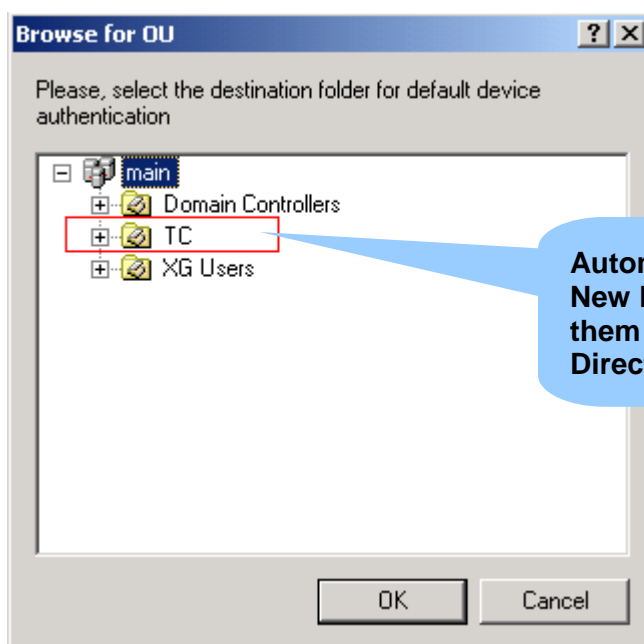 Browse for OU
Please, select the destination folder for default device
authentication
main
Domain Controllers
TC
XG Users
New
them
OK
Cancel